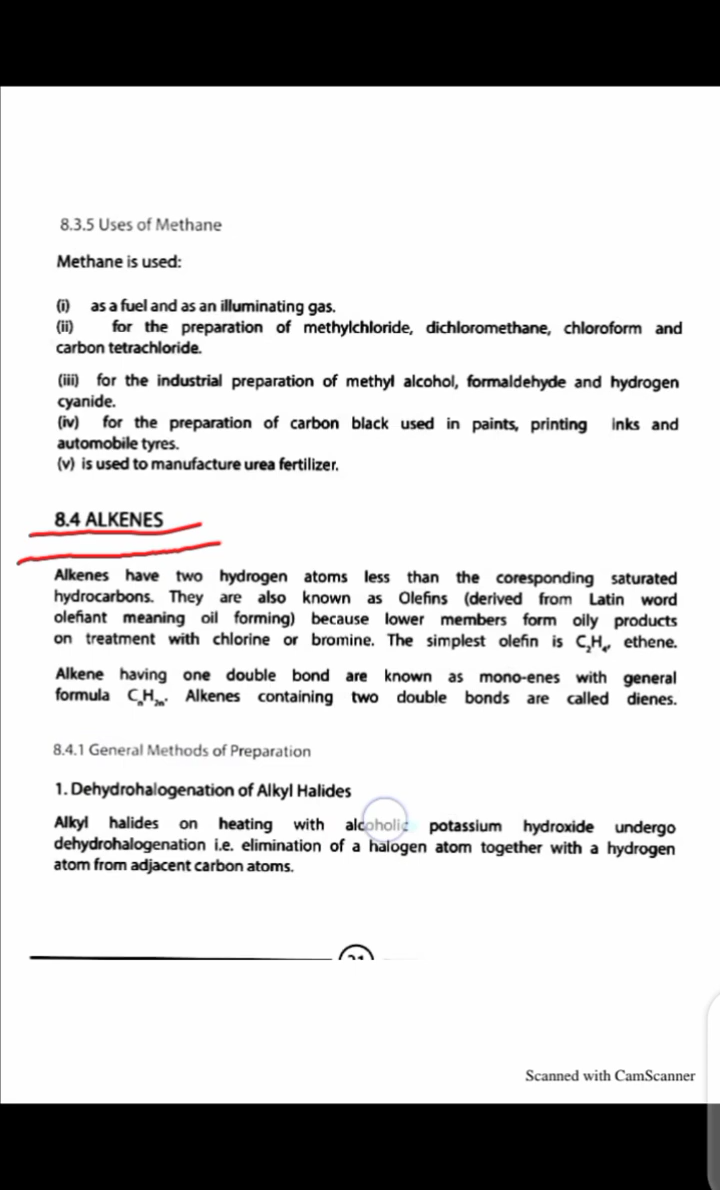 8.3.5 Uses of Methane
Methane is used:
(i) as a fuel and as an illuminating gas.
(ii) for the preparation of methylchloride, dichloromethane, chloroform and
carbon tetrachloride.
(iii) for the industrial preparation of methyl alcohol, formaldehyde and hydrogen
cyanide.
(iv) for the preparation of carbon black used in paints, printing inks and
automobile tyres.
(v) is used to manufacture urea fertilizer.
8.4 ALKENES
Alkenes have two hydrogen atoms less than the coresponding saturated
hydrocarbons. They are also known as Olefins (derived from Latin word
olefiant meaning oil forming) because lower members form oily products
on treatment with chlorine or bromine. The simplest olefin is C₂H₄, ethene.
Alkene having one double bond are known as mono-enes with general
formula CₙH₂ₙ. Alkenes containing two double bonds are called dienes.
8.4.1 General Methods of Preparation
1. Dehydrohalogenation of Alkyl Halides
Alkyl halides on heating with alcoholic potassium hydroxide undergo
dehydrohalogenation i.e. elimination of a halogen atom together with a hydrogen
atom from adjacent carbon atoms.
Scanned with CamScanner